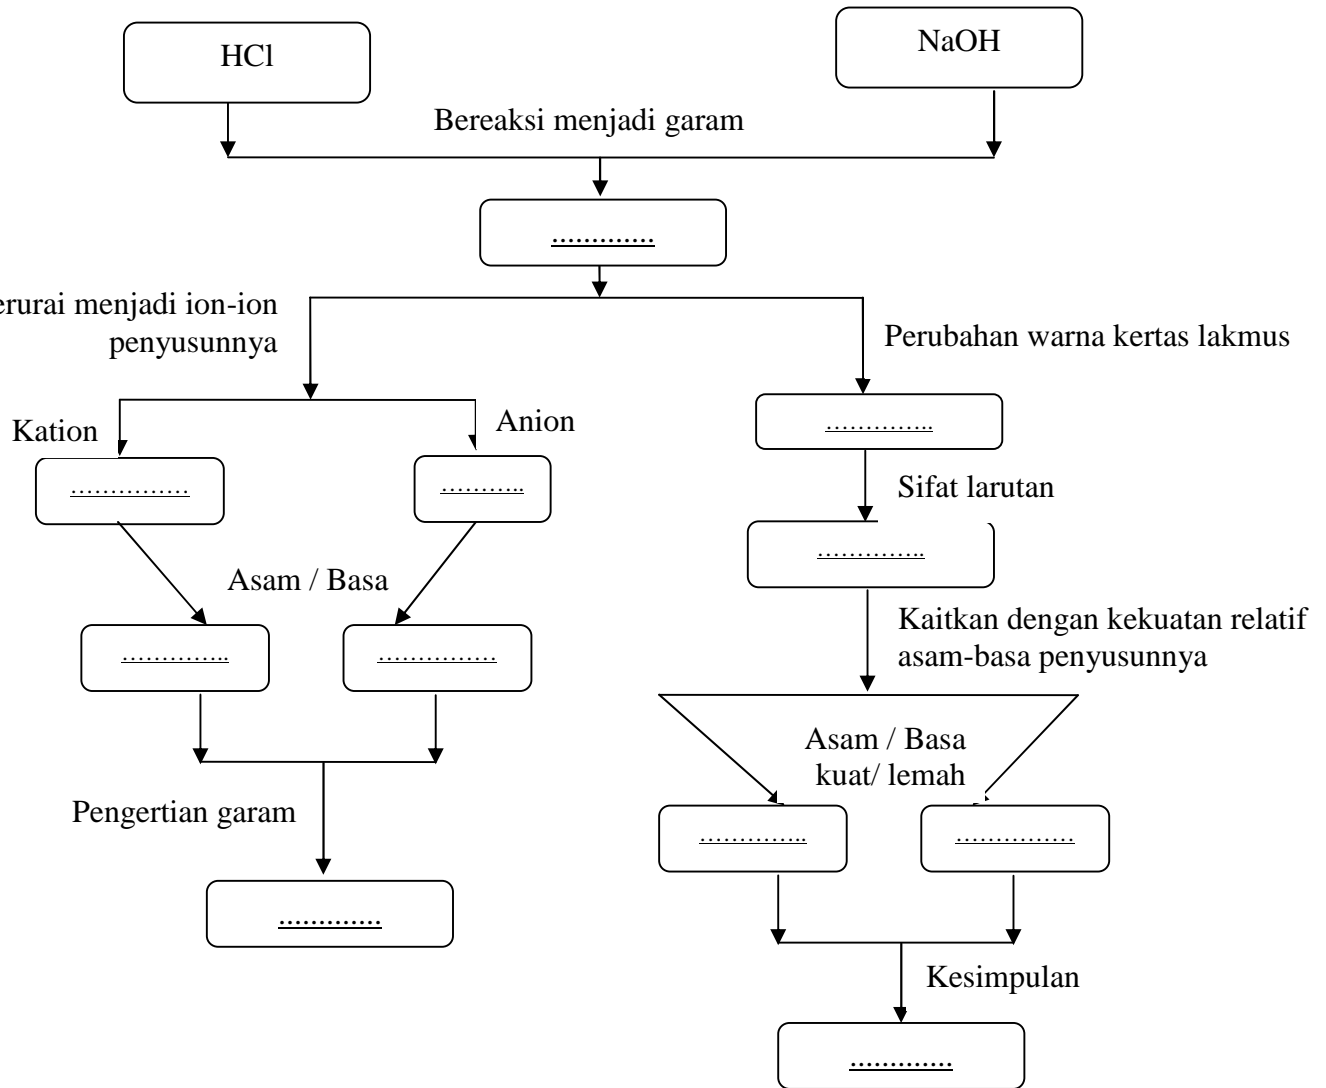 HCl
NaOH
Bereaksi menjadi garam
.............
erurai menjadi ion-ion
penyusunnya
Perubahan warna kertas lakmus
Kation
Anion
…………..
……………
………..
Sifat larutan
…………..
Asam / Basa
Kaitkan dengan kekuatan relatif
asam-basa penyusunnya
…………..
……………
Asam / Basa
kuat/ lemah
Pengertian garam
…………..
……………
.............
Kesimpulan
.............